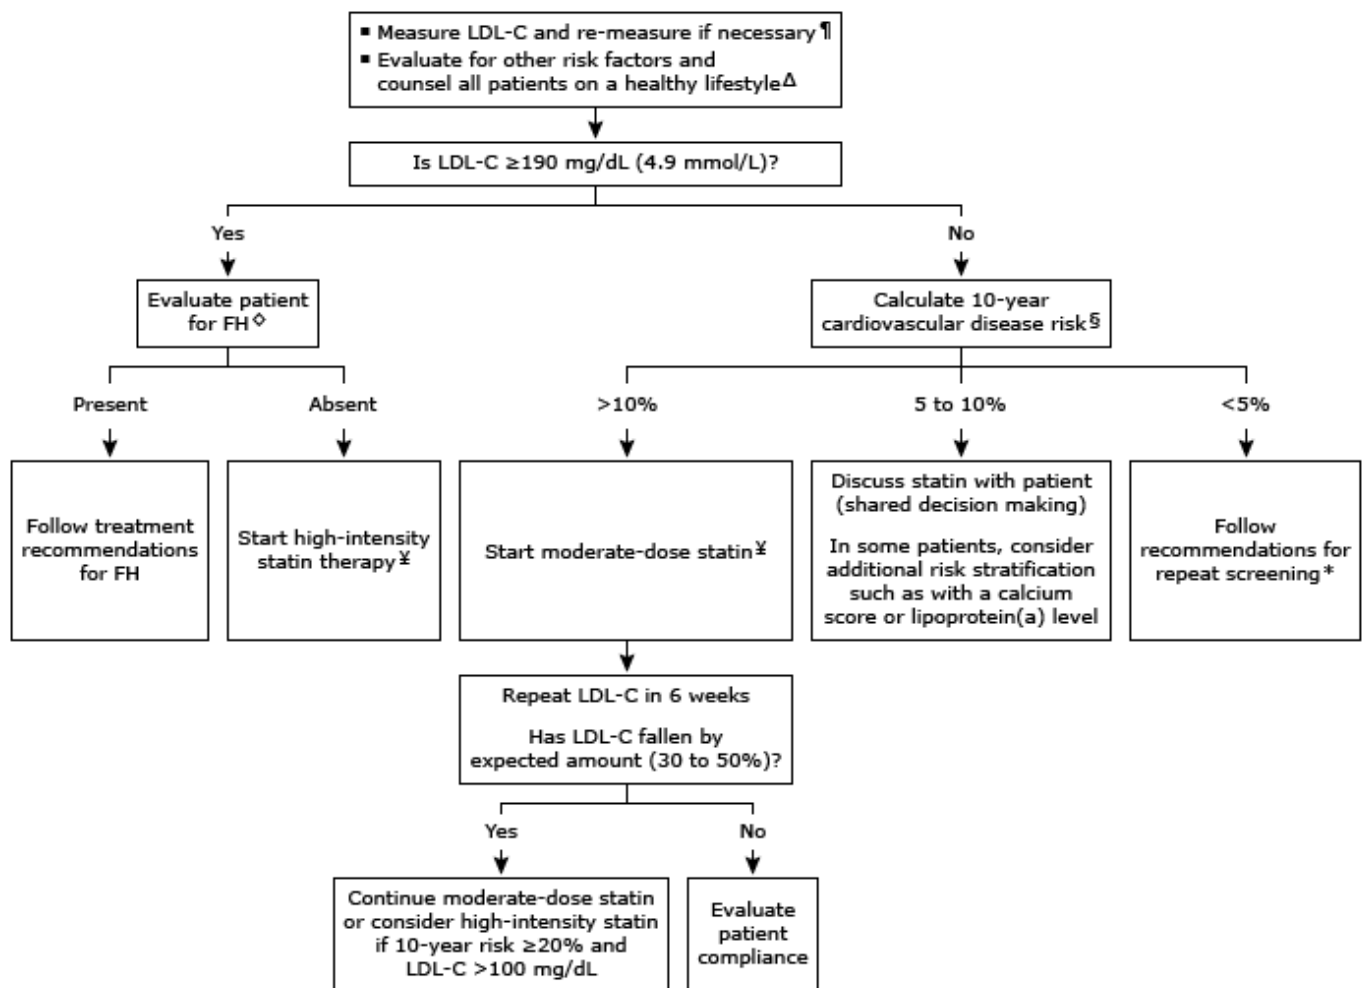 ▪ Measure LDL-C and re-measure if necessary¶
▪ Evaluate for other risk factors and
counsel all patients on a healthy lifestyleΔ
Is LDL-C ≥190 mg/dL (4.9 mmol/L)?
Yes
No
Evaluate patient
for FH◇
Calculate 10-year
cardiovascular disease risk§
Present
Absent
>10%
5 to 10%
<5%
Follow treatment
recommendations
for FH
Start high-intensity
statin therapy¥
Start moderate-dose statin¥
Discuss statin with patient
(shared decision making)
In some patients, consider
additional risk stratification
such as with a calcium
score or lipoprotein(a) level
Follow
recommendations for
repeat screening*
Repeat LDL-C in 6 weeks
Has LDL-C fallen by
expected amount (30 to 50%)?
Yes
No
Continue moderate-dose statin
or consider high-intensity statin
if 10-year risk ≥20% and
LDL-C >100 mg/dL
Evaluate
patient
compliance